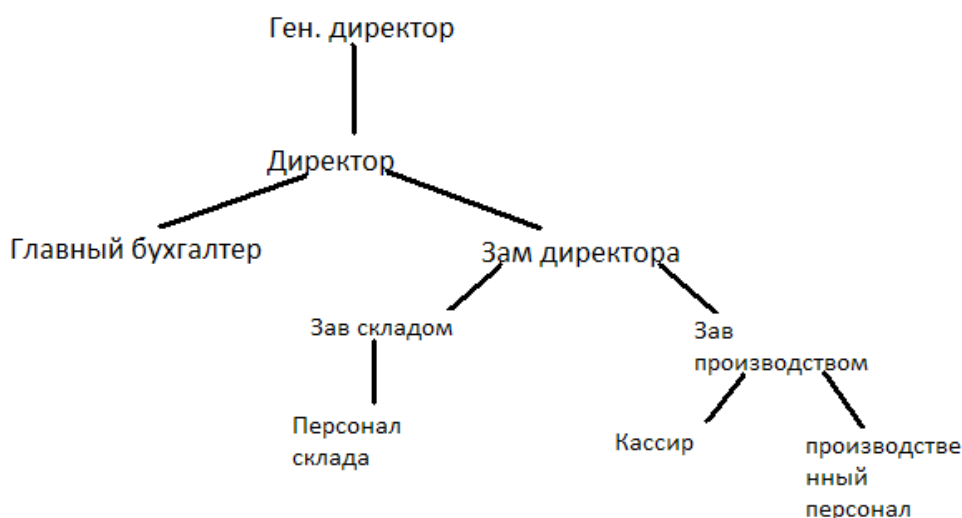 Ген. директор
Директор
Главный бухгалтер
Зам директора
Зав складом
Зав
производством
Персонал
склада
Кассир
производстве
нный
персонал